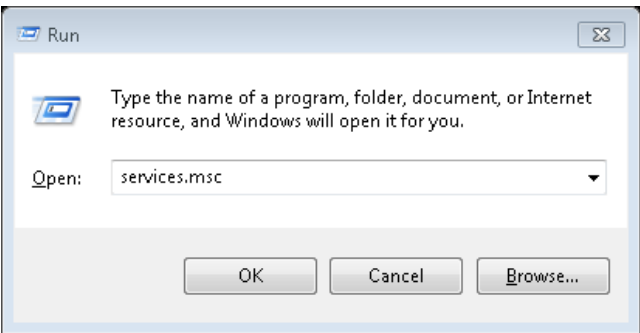 Run
Type the name of a program, folder, document, or Internet
resource, and Windows will open it for you.
Open: services.msc
OK Cancel Browse...